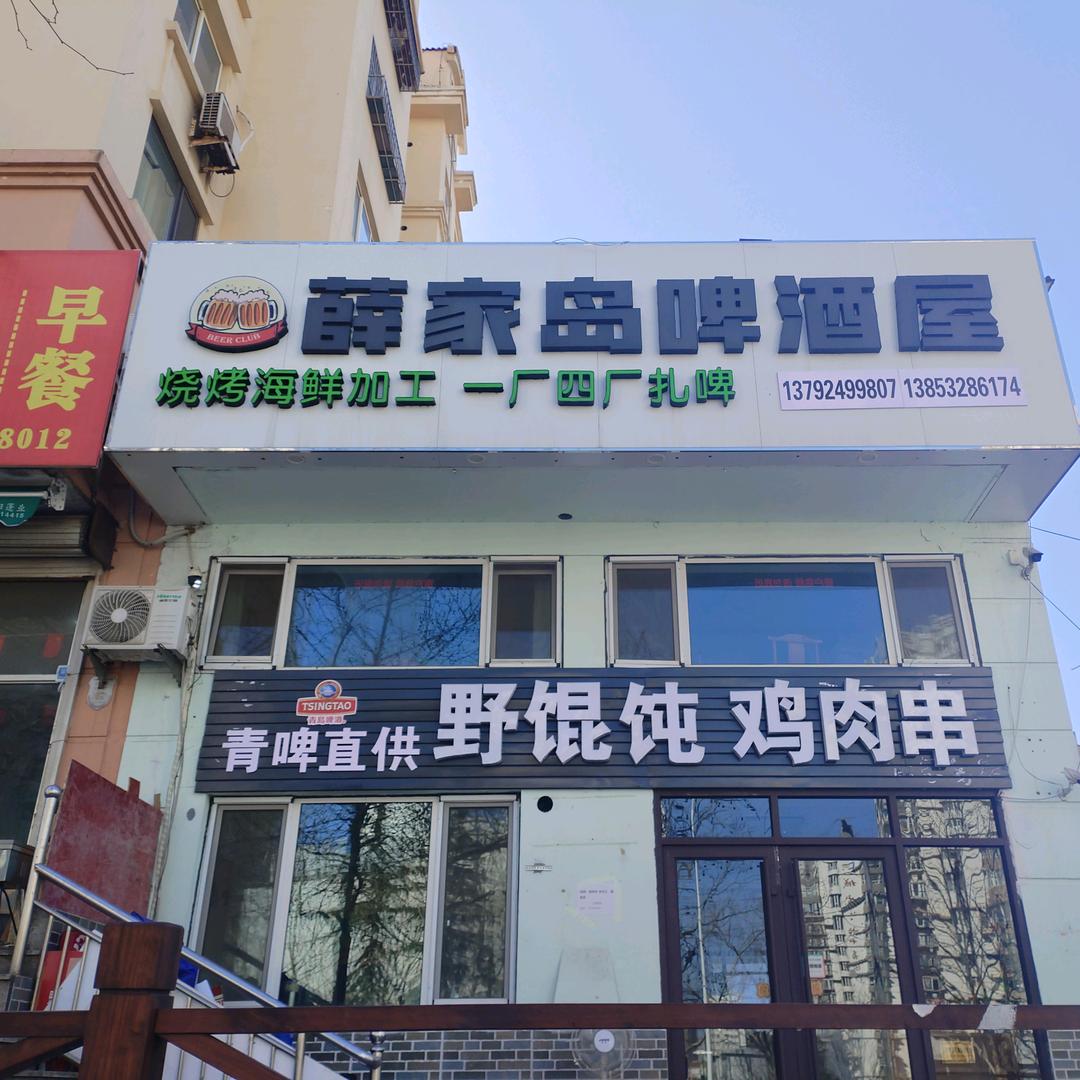 薛家岛啤酒屋
BEER CLUB
烧烤海鲜加工 一厂四厂扎啤
13792499807 13853286174
早餐
8012
14415
TSINGTAO
青岛啤酒
青啤直供
野馄饨 鸡肉串